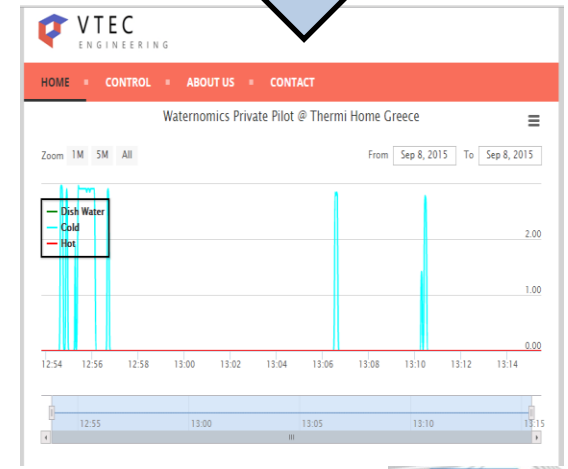 VTEC
ENGINEERING
HOME CONTROL ABOUT US CONTACT
Waternomics Private Pilot @ Thermi Home Greece
Zoom 1M 5M All From Sep 8, 2015 To Sep 8, 2015
Dish Water
Cold
Hot
2.00
1.00
0.00
12:54 12:56 12:58 13:00 13:02 13:04 13:06 13:08 13:10 13:12 13:14
12:55 13:00 13:05 13:10 13:15